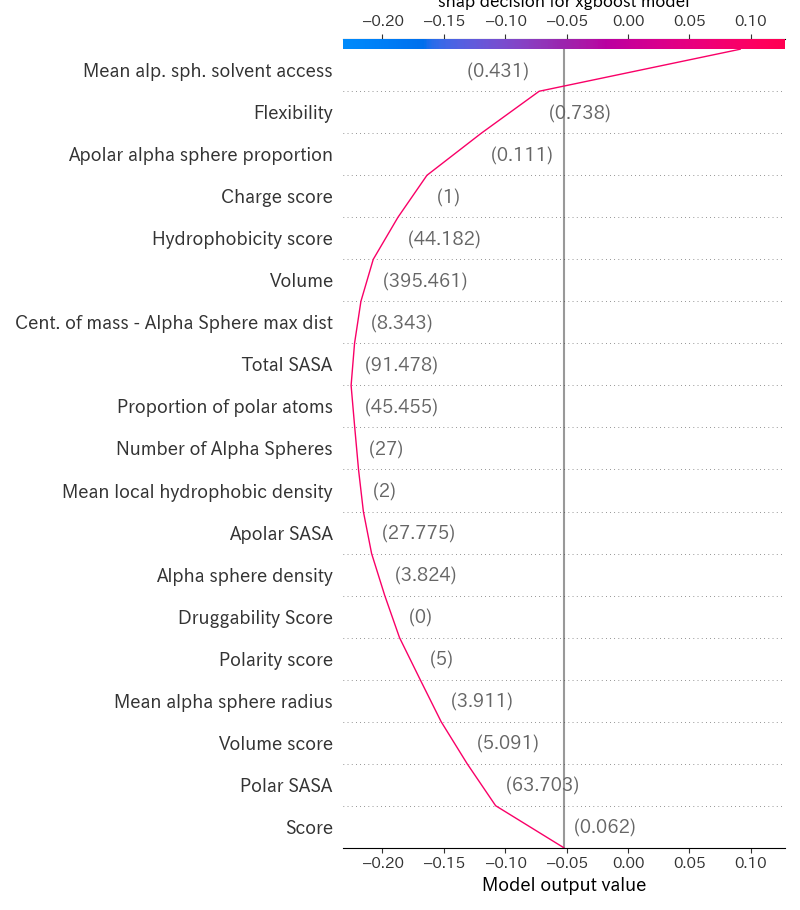 shap decision for xgboost model
−0.20 −0.15 −0.10 −0.05 0.00 0.05 0.10
Mean alp. sph. solvent access (0.431)
Flexibility (0.738)
Apolar alpha sphere proportion (0.111)
Charge score (1)
Hydrophobicity score (44.182)
Volume (395.461)
Cent. of mass - Alpha Sphere max dist (8.343)
Total SASA (91.478)
Proportion of polar atoms (45.455)
Number of Alpha Spheres (27)
Mean local hydrophobic density (2)
Apolar SASA (27.775)
Alpha sphere density (3.824)
Druggability Score (0)
Polarity score (5)
Mean alpha sphere radius (3.911)
Volume score (5.091)
Polar SASA (63.703)
Score (0.062)
−0.20 −0.15 −0.10 −0.05 0.00 0.05 0.10
Model output value